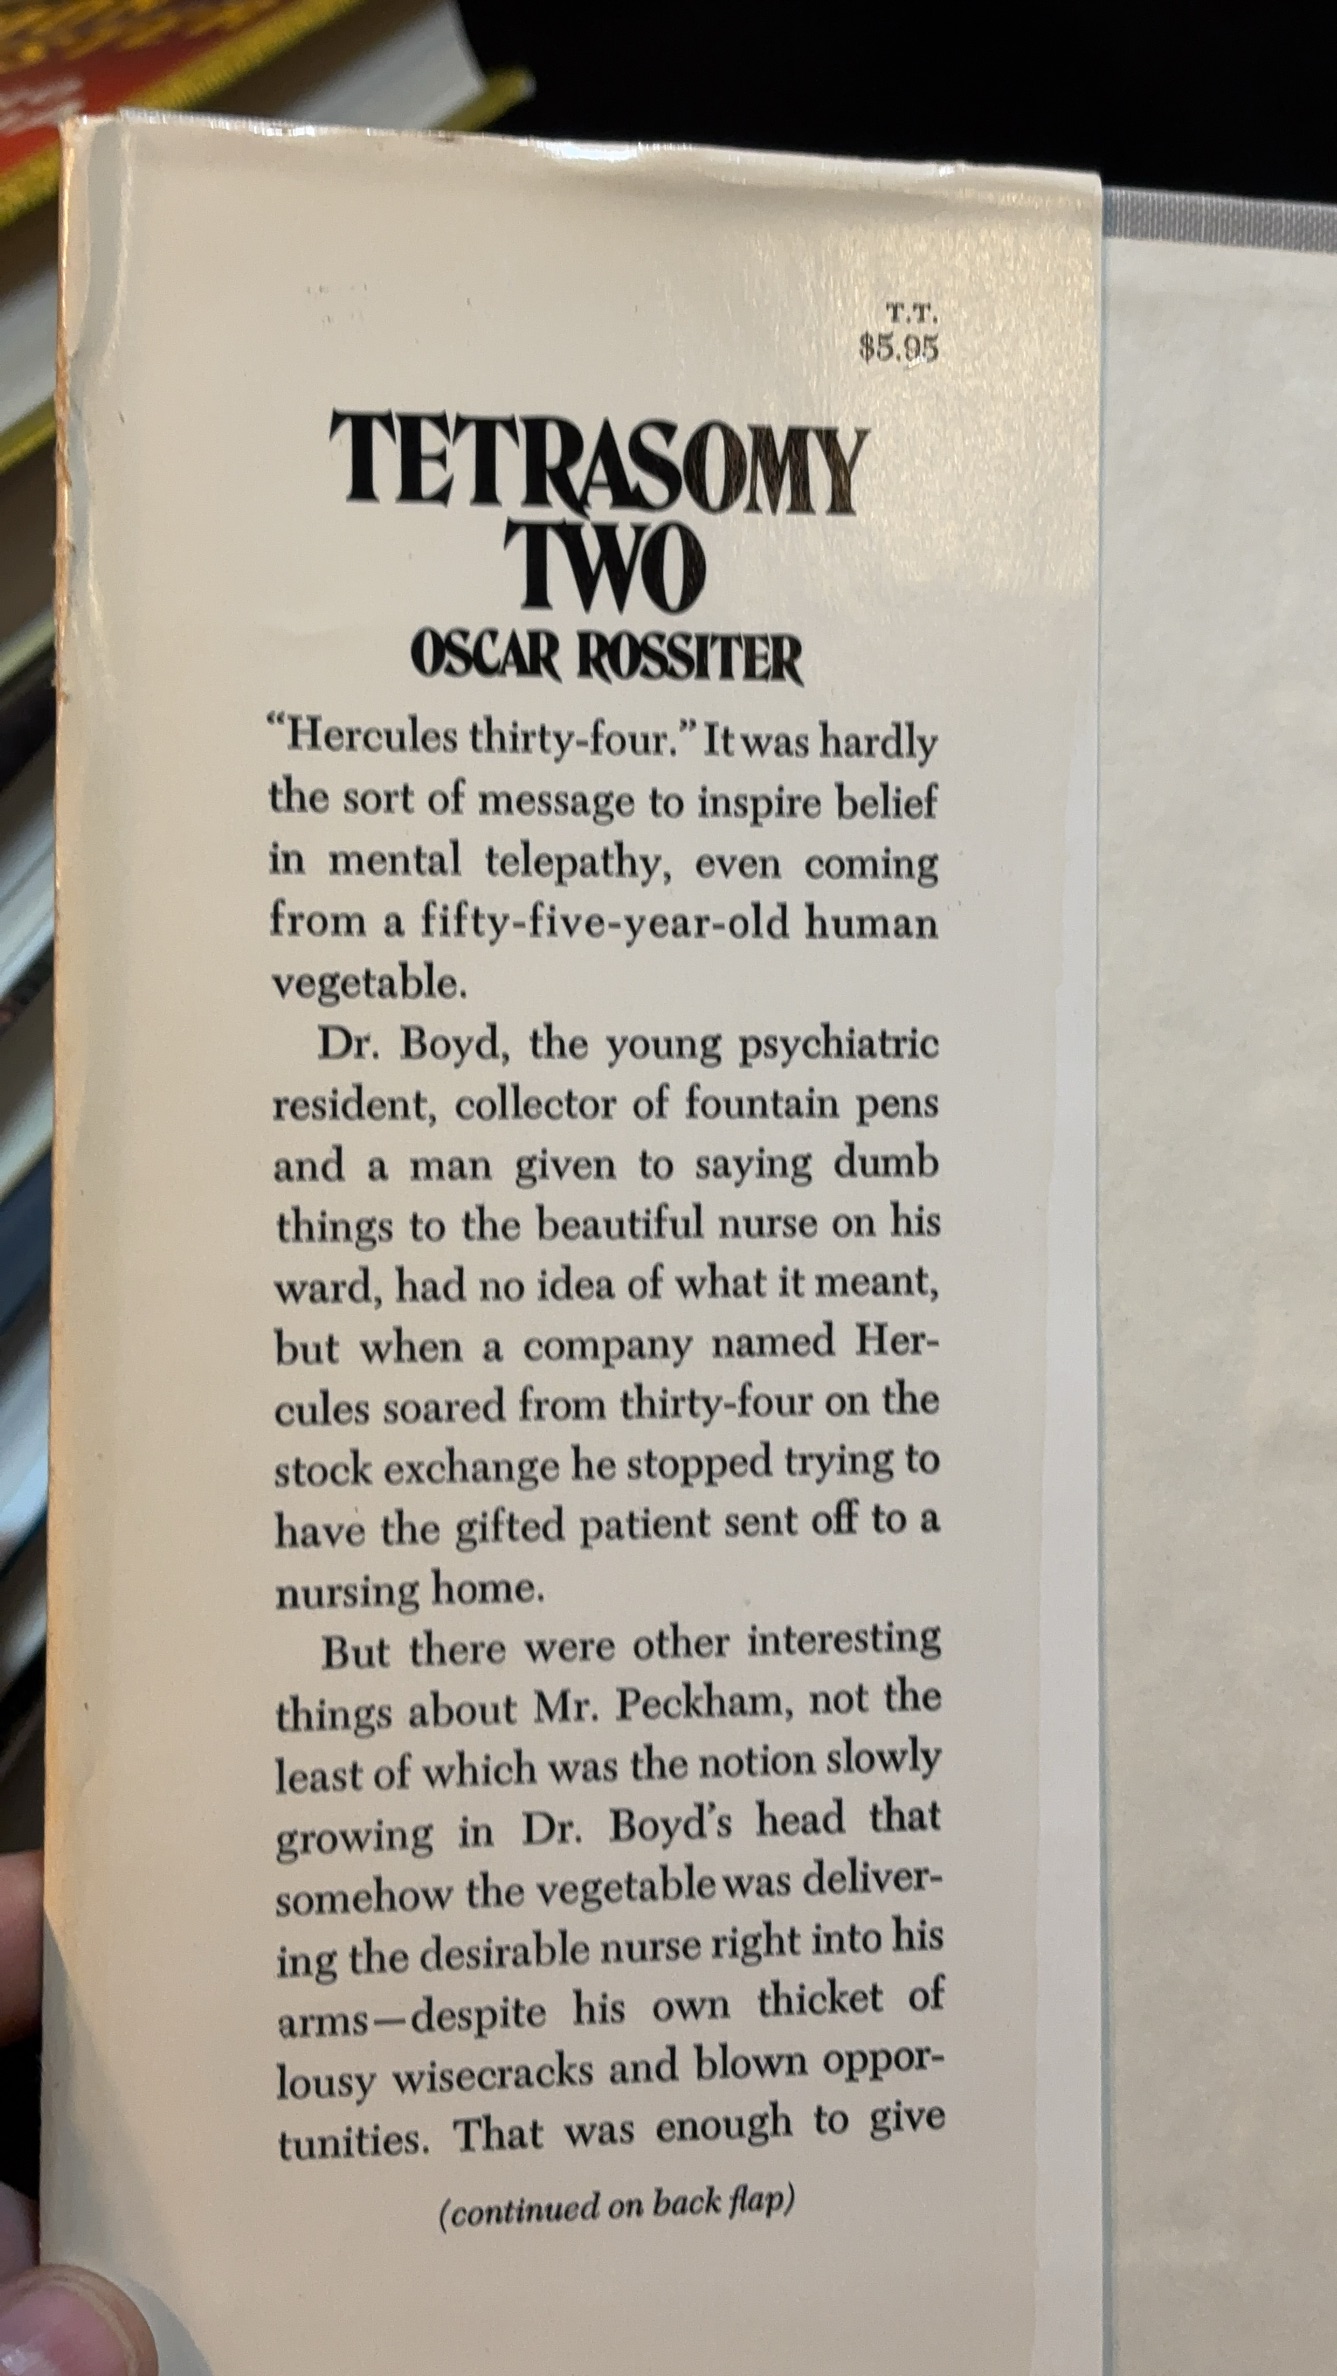 T.T.
$5.95
TETRASOMY
TWO
OSCAR ROSSITER
“Hercules thirty-four.” It was hardly
the sort of message to inspire belief
in mental telepathy, even coming
from a fifty-five-year-old human
vegetable.
Dr. Boyd, the young psychiatric
resident, collector of fountain pens
and a man given to saying dumb
things to the beautiful nurse on his
ward, had no idea of what it meant,
but when a company named Her-
cules soared from thirty-four on the
stock exchange he stopped trying to
have the gifted patient sent off to a
nursing home.
But there were other interesting
things about Mr. Peckham, not the
least of which was the notion slowly
growing in Dr. Boyd’s head that
somehow the vegetable was deliver-
ing the desirable nurse right into his
arms—despite his own thicket of
lousy wisecracks and blown oppor-
tunities. That was enough to give
(continued on back flap)